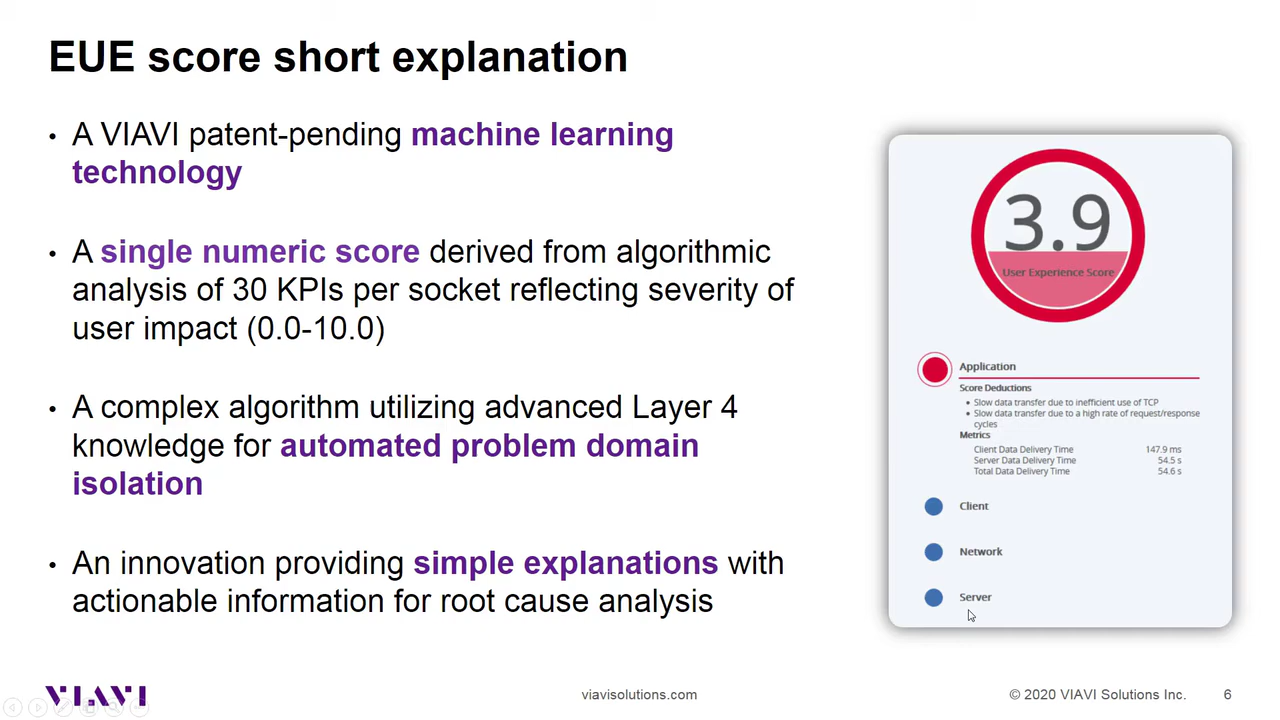 EUE score short explanation
• A VIAVI patent-pending machine learning
technology
• A single numeric score derived from algorithmic
analysis of 30 KPIs per socket reflecting severity of
user impact (0.0-10.0)
• A complex algorithm utilizing advanced Layer 4
knowledge for automated problem domain
isolation
• An innovation providing simple explanations with
actionable information for root cause analysis
3.9
User Experience Score
Application
Score Deductions
• Slow data transfer due to inefficient use of TCP
• Slow data transfer due to a high rate of request/response
cycles
Metrics
Client Data Delivery Time 147.9 ms
Server Data Delivery Time 54.5 s
Total Data Delivery Time 54.6 s
Client
Network
Server
VIAVI
viavisolutions.com
© 2020 VIAVI Solutions Inc.
6